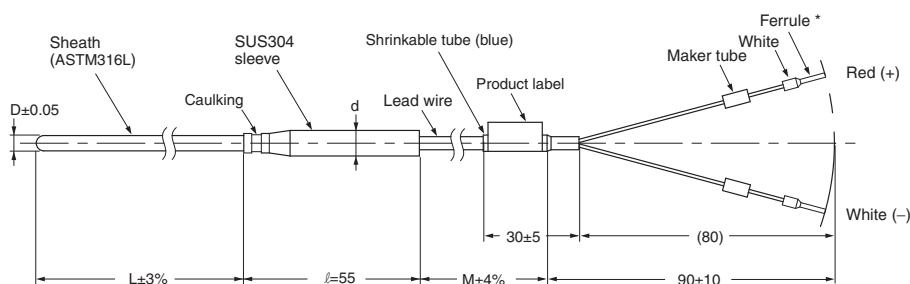 Ferrule *
Sheath
(ASTM316L)
SUS304
sleeve
Shrinkable tube (blue)
White
Maker tube
Red (+)
Product label
D±0.05
Caulking
d
Lead wire
White (–)
30±5
(80)
L±3%
ℓ=55
M±4%
90±10